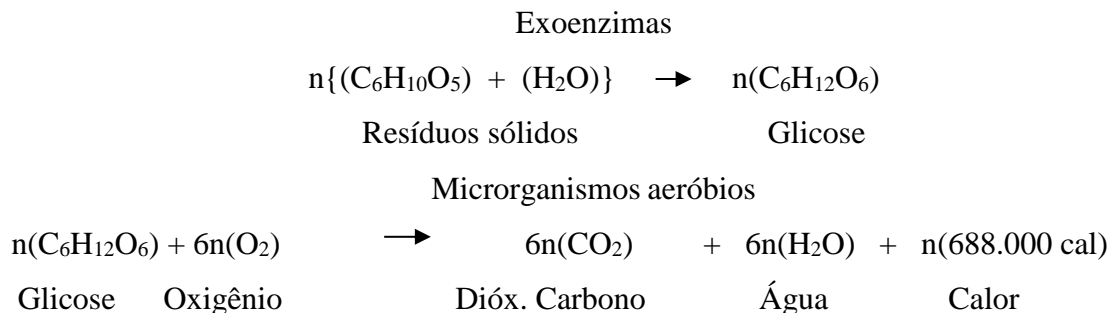 Exoenzimas
n{(C₆H₁₀O₅) + (H₂O)} → n(C₆H₁₂O₆)
Resíduos sólidos Glicose
Microrganismos aeróbios
n(C₆H₁₂O₆) + 6n(O₂) → 6n(CO₂) + 6n(H₂O) + n(688.000 cal)
Glicose Oxigênio Dióx. Carbono Água Calor